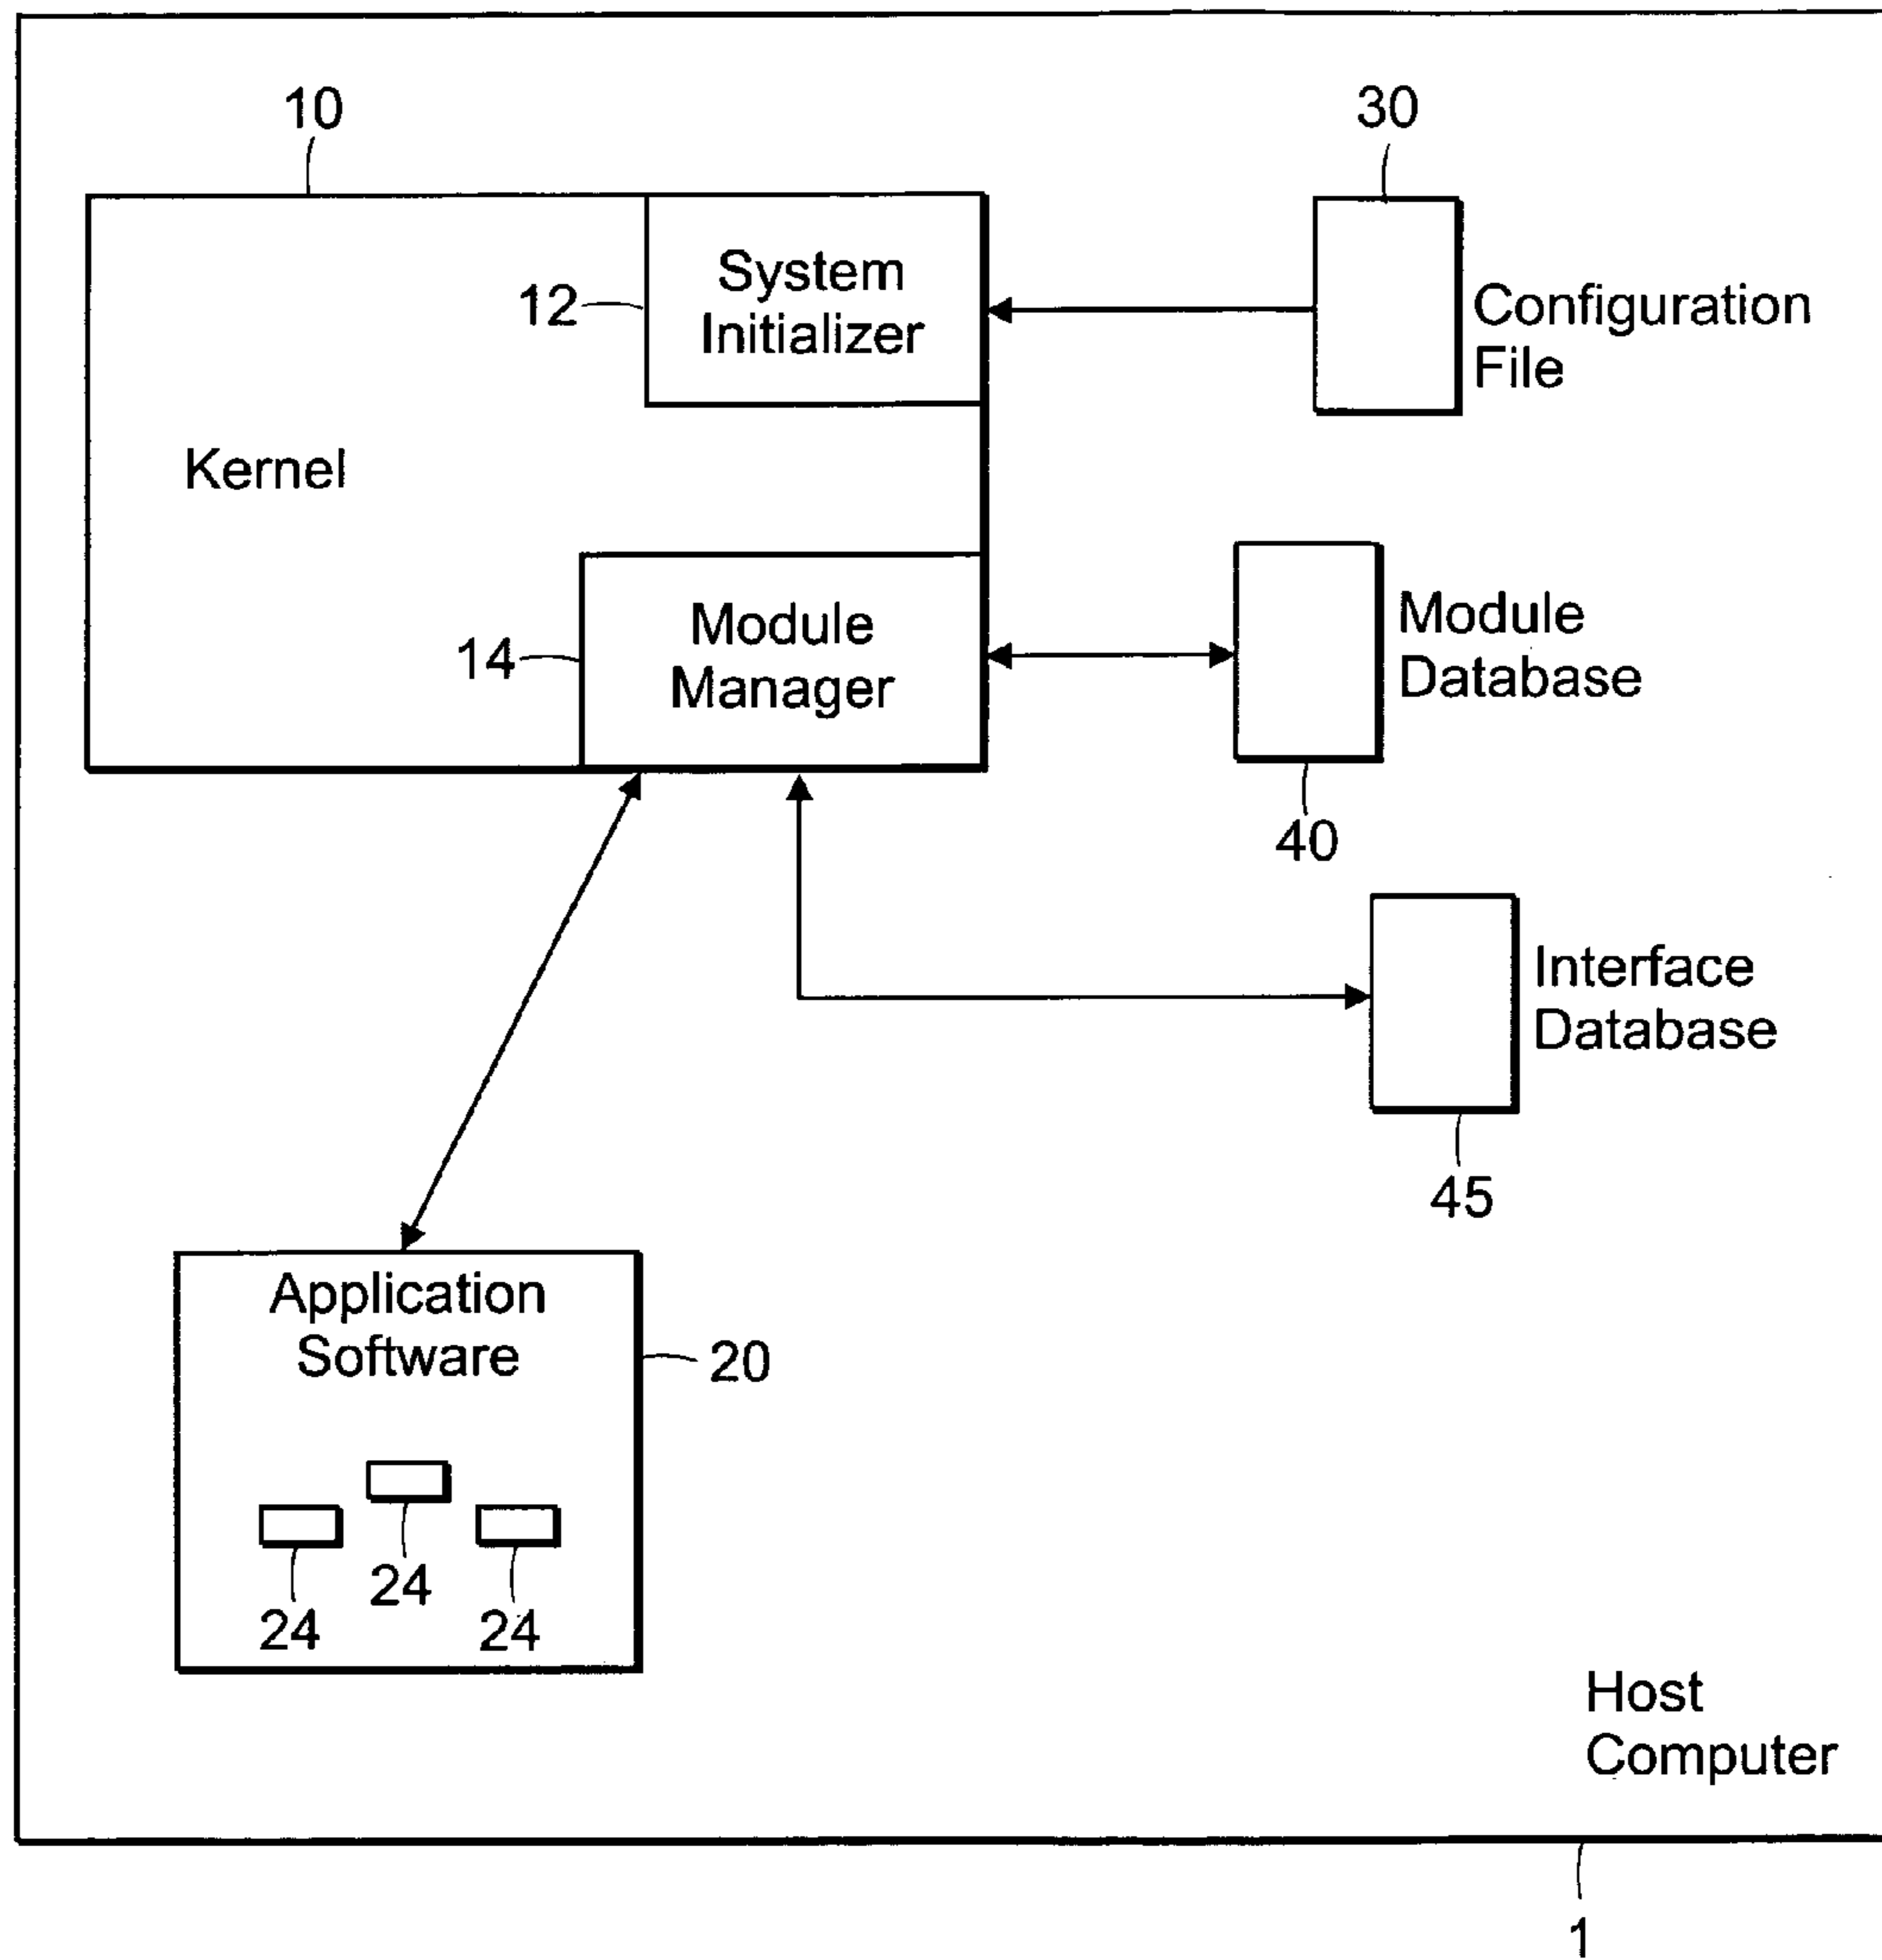 10
30
System
Initializer
12
Configuration
File
Kernel
Module
Manager
14
Module
Database
40
Interface
Database
45
Application
Software
20
24
24
24
Host
Computer
1